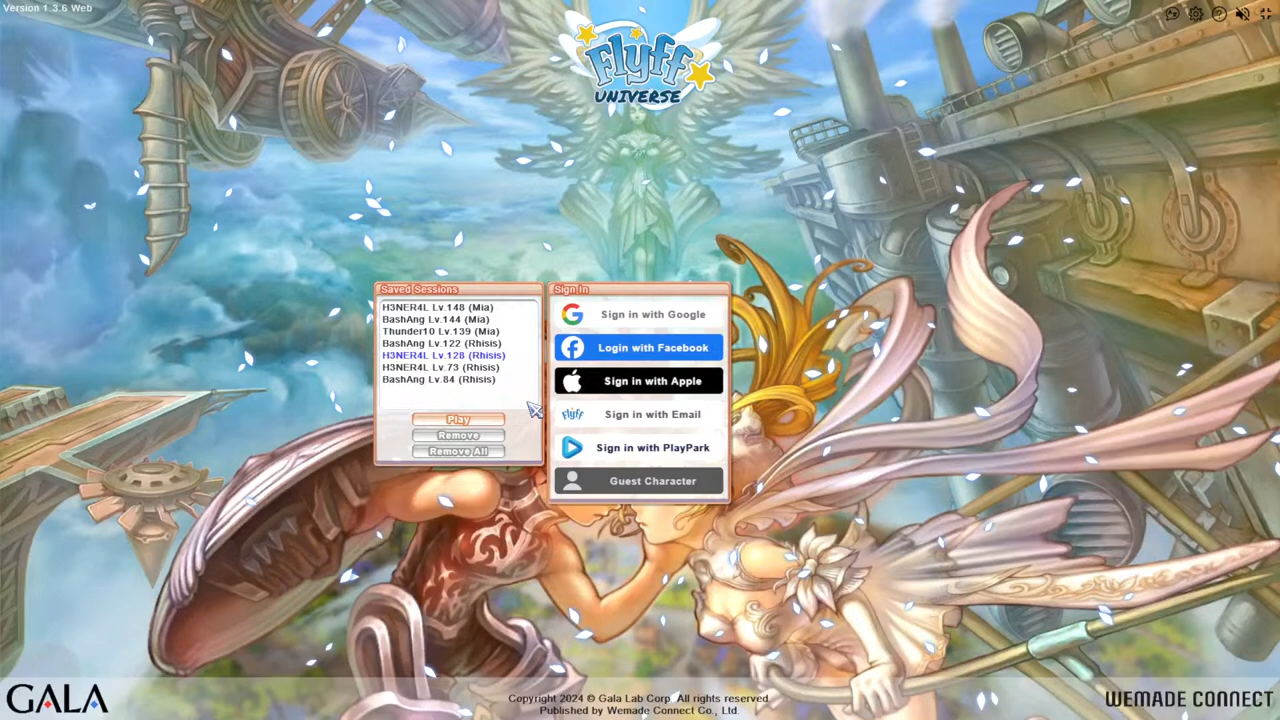 Version 1.3.6 Web
Flyff
UNIVERSE
Saved Sessions
H3NER4L Lv.148 (Mia)
BashAng Lv.144 (Mia)
Thunder10 Lv.139 (Mia)
BashAng Lv.122 (Rhisis)
H3NER4L Lv.128 (Rhisis)
H3NER4L Lv.73 (Rhisis)
BashAng Lv.84 (Rhisis)
Play
Remove
Remove All
Sign In
Sign in with Google
Login with Facebook
Sign in with Apple
Flyff
Sign in with Email
Sign in with PlayPark
Guest Character
GALA
Copyright 2024 © Gala Lab Corp. All rights reserved.
Published by Wemade Connect Co., Ltd.
WEMADE CONNECT